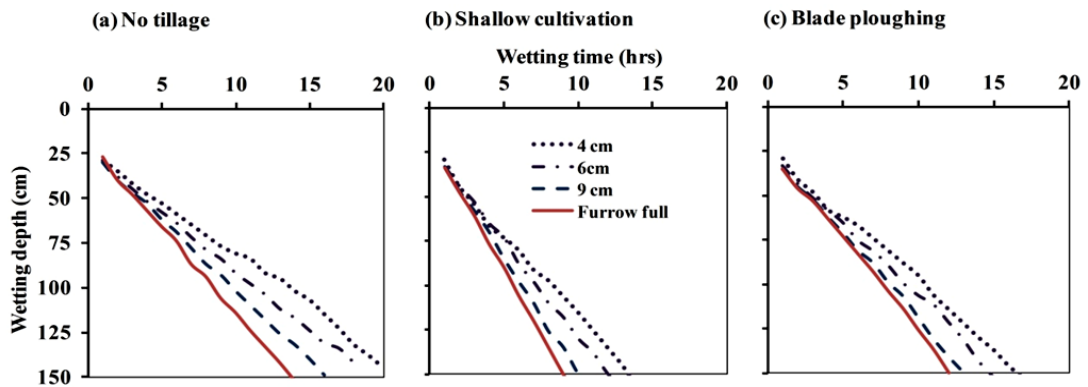 (a) No tillage
(b) Shallow cultivation
(c) Blade ploughing
Wetting time (hrs)
0 5 10 15 20
0 5 10 15 20
0 5 10 15 20
Wetting depth (cm)
0
25
50
75
100
125
150
4 cm
6cm
9 cm
Furrow full